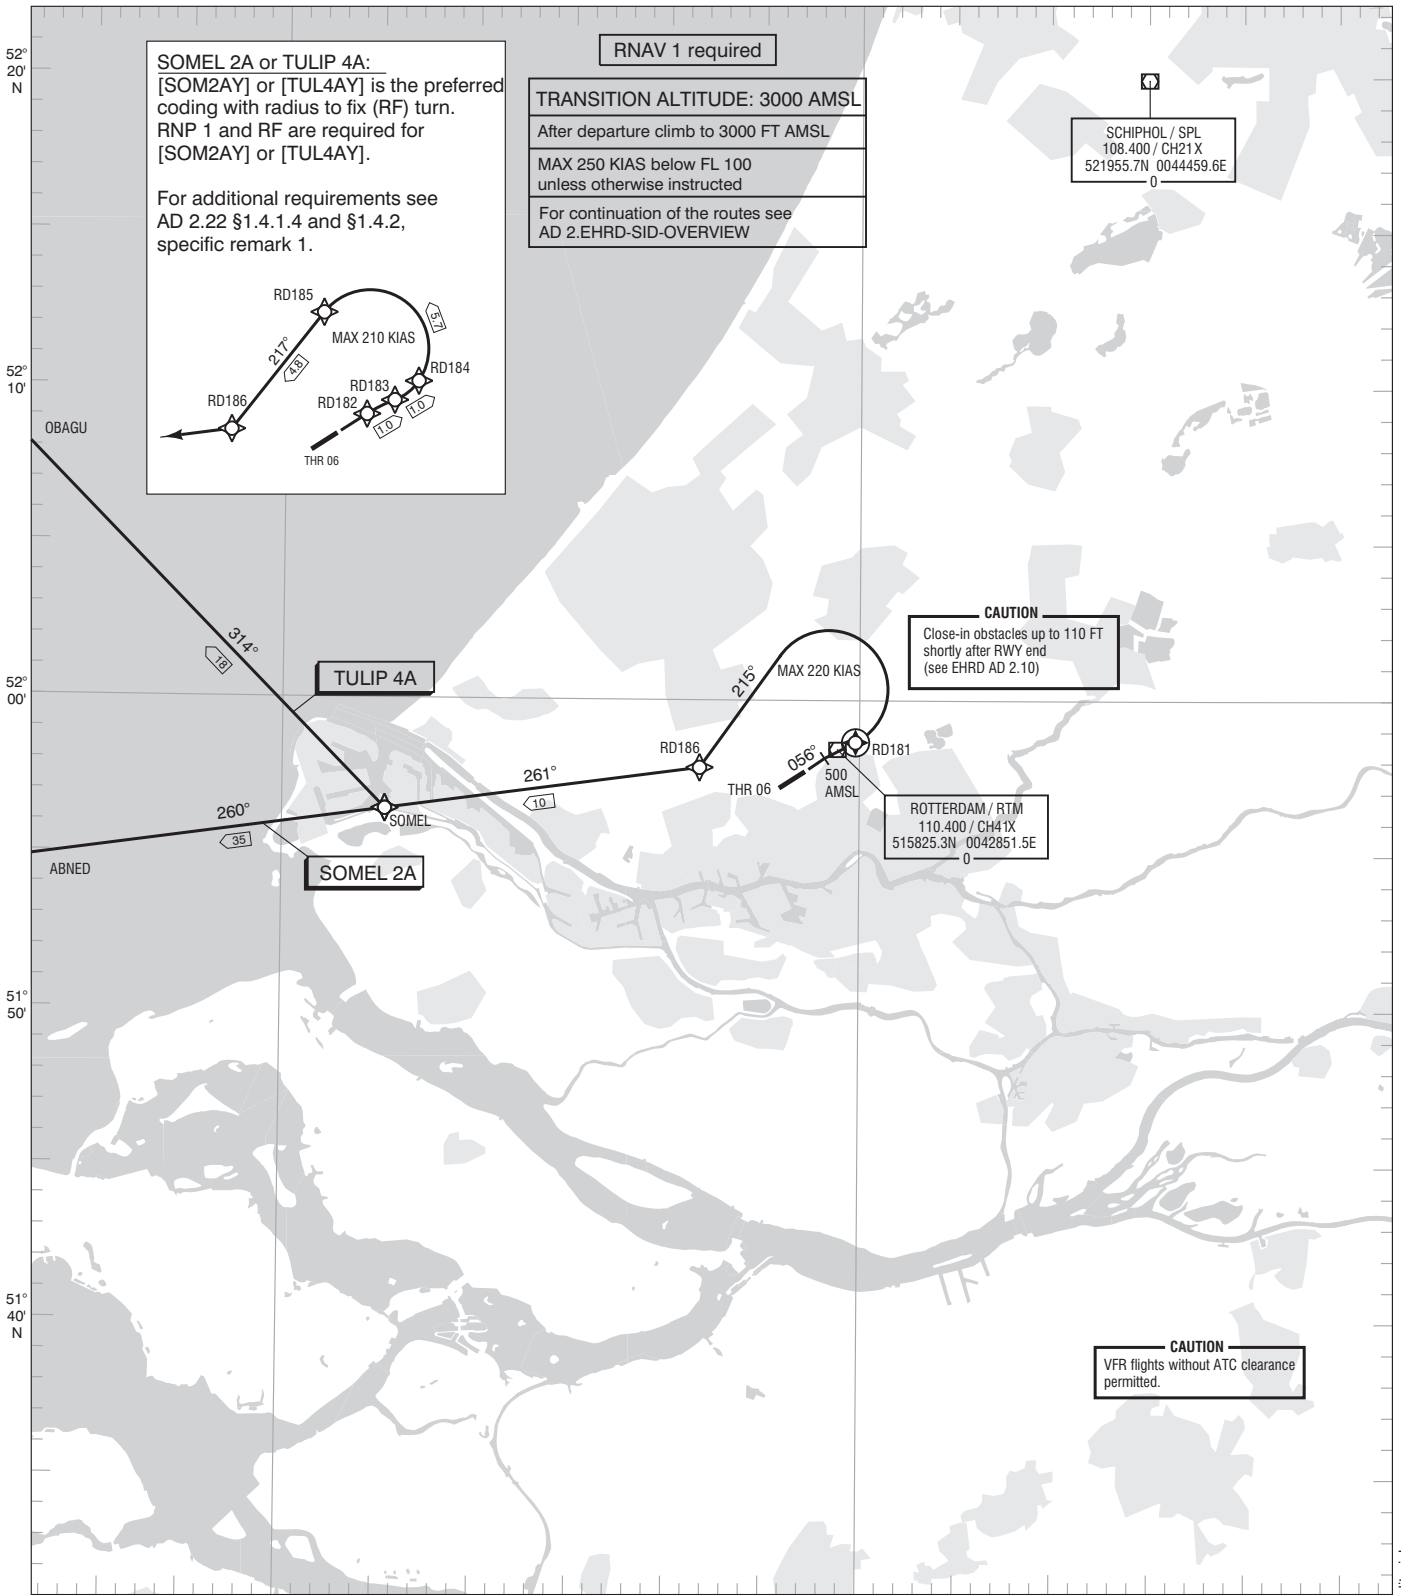 52°
20'
N
SOMEL 2A or TULIP 4A:
[SOM2AY] or [TUL4AY] is the preferred
coding with radius to fix (RF) turn.
RNP 1 and RF are required for
[SOM2AY] or [TUL4AY].
For additional requirements see
AD 2.22 §1.4.1.4 and §1.4.2,
specific remark 1.
RD185
5.7
MAX 210 KIAS
217°
4.8
RD184
RD183
RD186
RD182
1.0
1.0
THR 06
RNAV 1 required
TRANSITION ALTITUDE: 3000 AMSL
After departure climb to 3000 FT AMSL
MAX 250 KIAS below FL 100
unless otherwise instructed
For continuation of the routes see
AD 2.EHRD-SID-OVERVIEW
SCHIPHOL / SPL
108.400 / CH21X
521955.7N 0044459.6E
0
52°
10'
OBAGU
CAUTION
Close-in obstacles up to 110 FT
shortly after RWY end
(see EHRD AD 2.10)
314°
18
TULIP 4A
MAX 220 KIAS
215°
52°
00'
RD186
RD181
056°
261°
10
THR 06
500
AMSL
260°
35
SOMEL
ROTTERDAM / RTM
110.400 / CH41X
515825.3N 0042851.5E
0
ABNED
SOMEL 2A
51°
50'
51°
40'
N
CAUTION
VFR flights without ATC clearance
permitted.